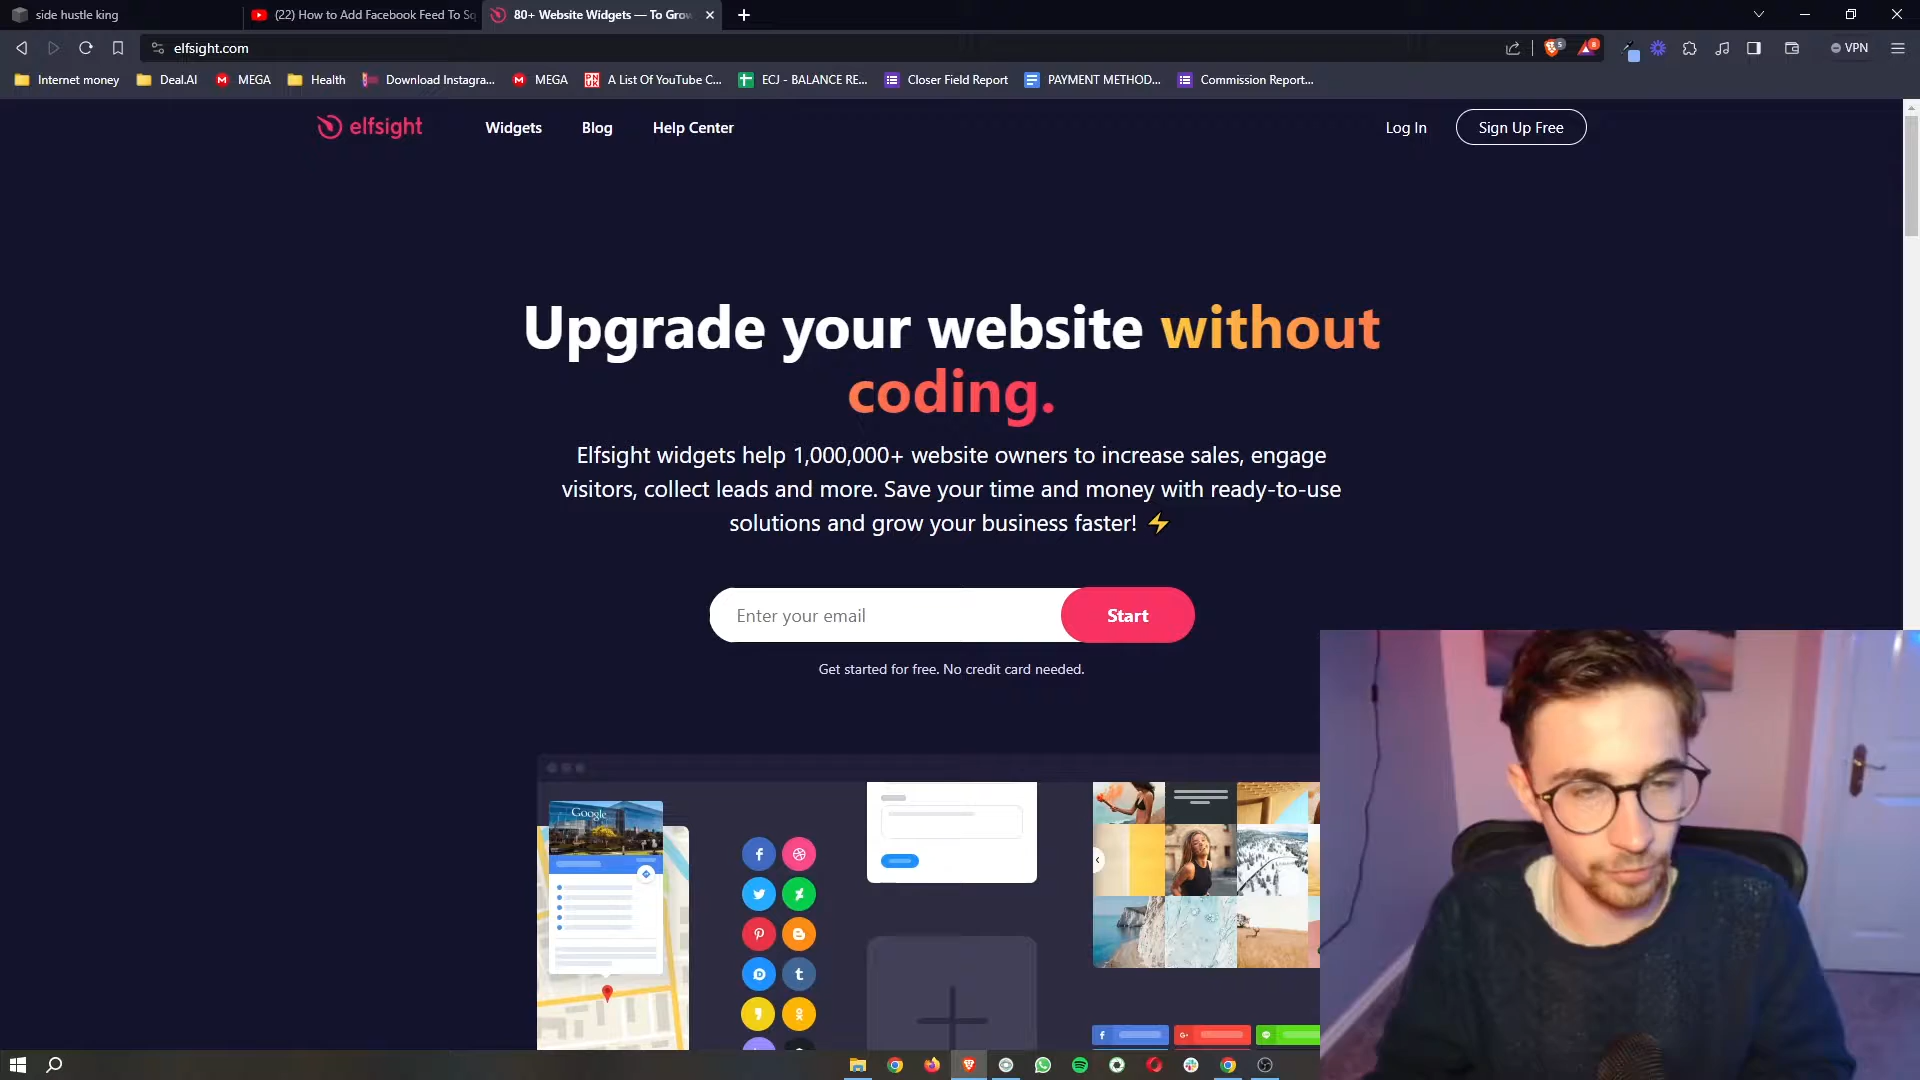 side hustle king
(22) How to Add Facebook Feed To Sq
80+ Website Widgets — To Grow
elfsight.com
VPN
Internet money
Deal.AI
MEGA
Health
Download Instagra...
MEGA
A List Of YouTube C...
ECJ - BALANCE RE...
Closer Field Report
PAYMENT METHOD...
Commission Report...
elfsight
Widgets
Blog
Help Center
Log In
Sign Up Free
Upgrade your website without
coding.
Elfsight widgets help 1,000,000+ website owners to increase sales, engage
visitors, collect leads and more. Save your time and money with ready-to-use
solutions and grow your business faster! ⚡
Enter your email
Start
Get started for free. No credit card needed.
Google